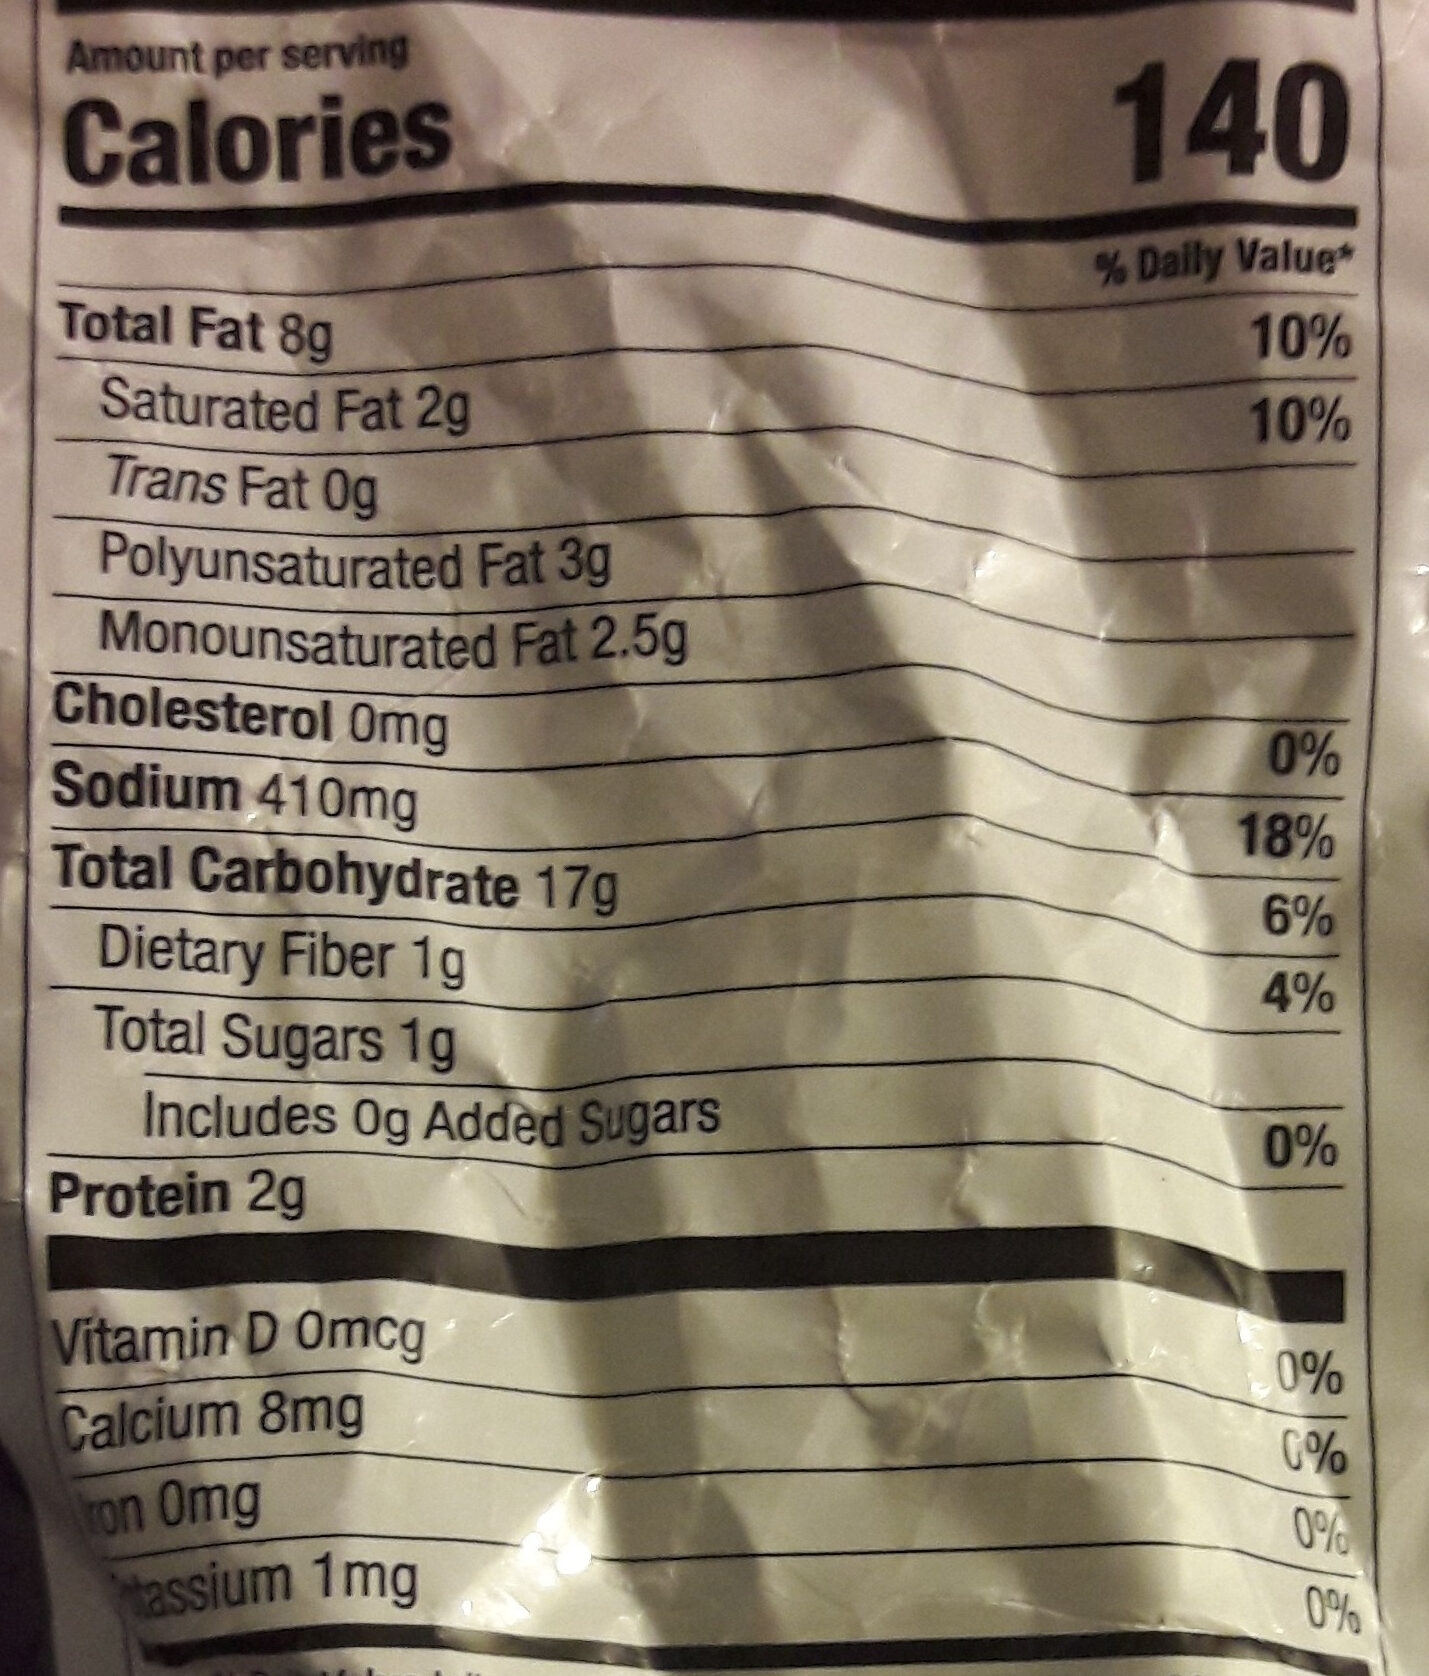 Amount per serving
Calories 140
% Daily Value*
Total Fat 8g 10%
Saturated Fat 2g 10%
Trans Fat 0g
Polyunsaturated Fat 3g
Monounsaturated Fat 2.5g
Cholesterol 0mg 0%
Sodium 410mg 18%
Total Carbohydrate 17g 6%
Dietary Fiber 1g 4%
Total Sugars 1g
Includes 0g Added Sugars 0%
Protein 2g
Vitamin D 0mcg 0%
Calcium 8mg 0%
Iron 0mg 0%
tassium 1mg 0%